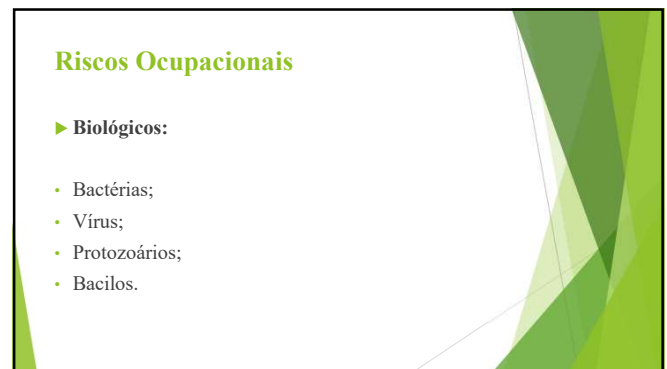 Riscos Ocupacionais
Biológicos:
Bactérias;
Vírus;
Protozoários;
Bacilos.